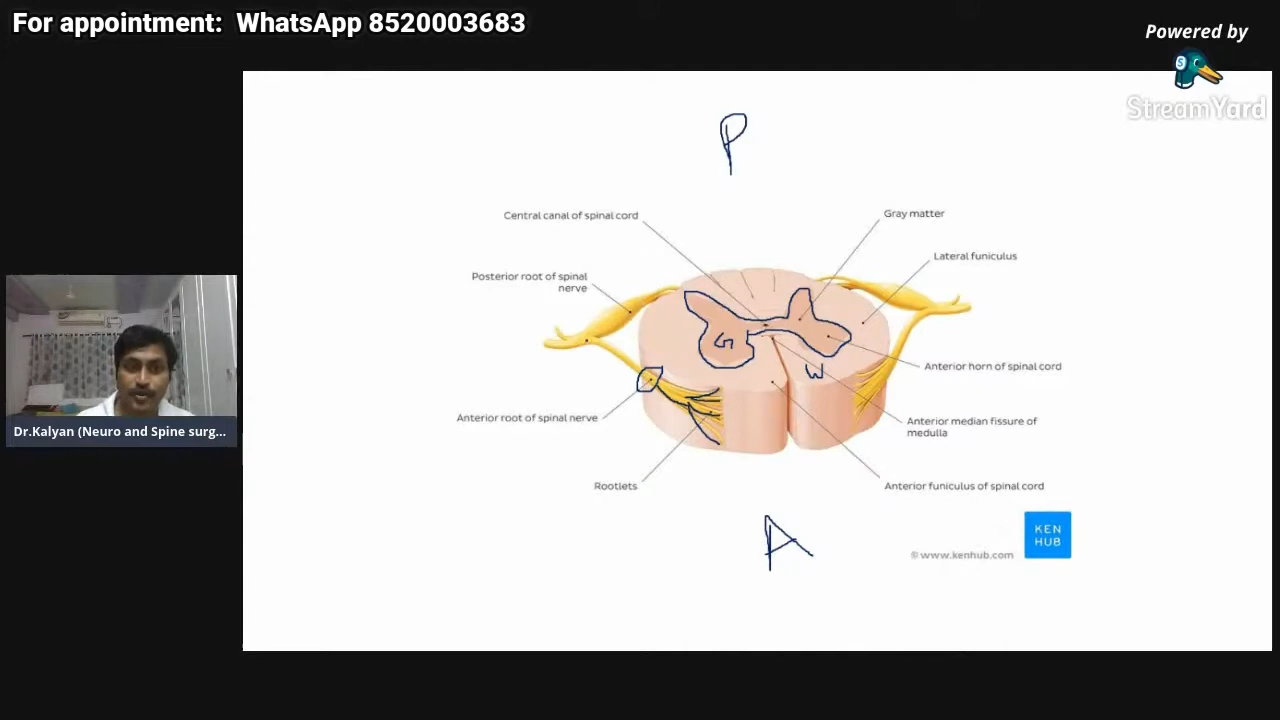 For appointment: WhatsApp 8520003683
Powered by
StreamYard
P
Central canal of spinal cord
Gray matter
Lateral funiculus
Posterior root of spinal
nerve
G
W
Anterior horn of spinal cord
Anterior root of spinal nerve
Anterior median fissure of
medulla
Rootlets
Anterior funiculus of spinal cord
A
KEN
HUB
© www.kenhub.com
Dr.Kalyan (Neuro and Spine surg...